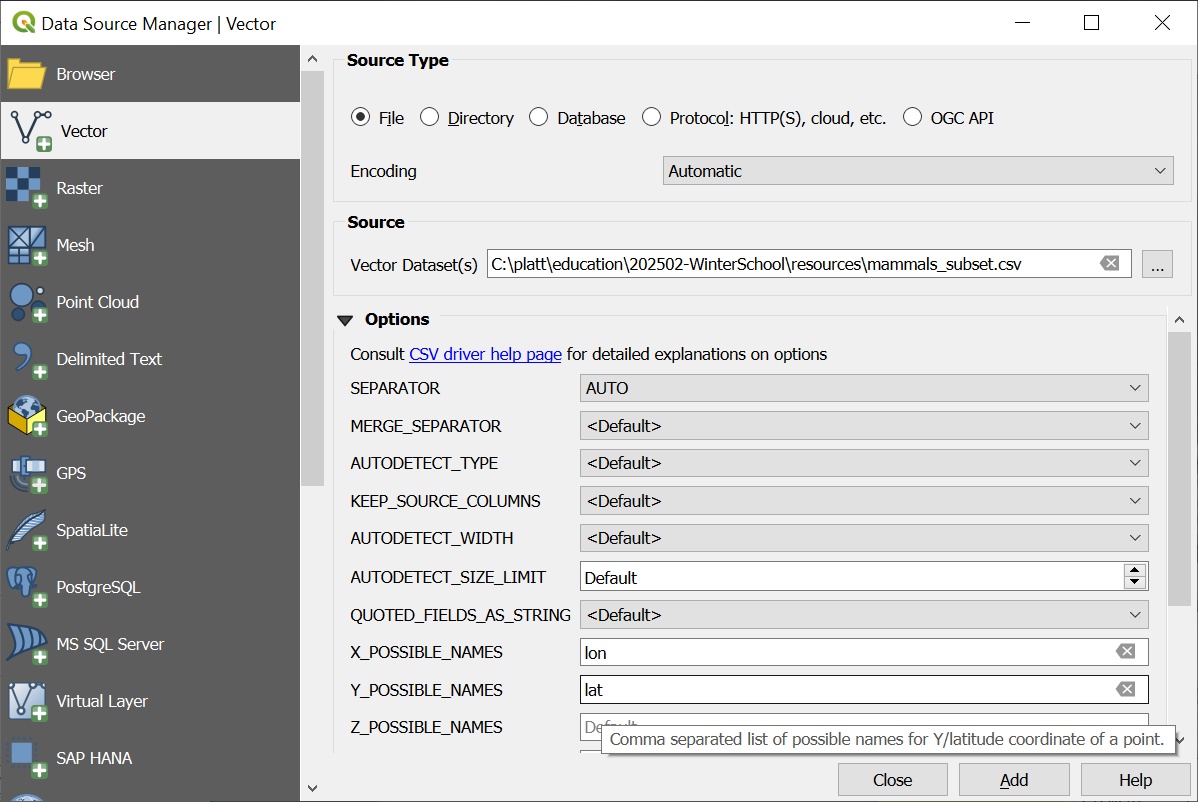 Data Source Manager | Vector
Browser
Vector
Raster
Mesh
Point Cloud
Delimited Text
GeoPackage
GPS
SpatiaLite
PostgreSQL
MS SQL Server
Virtual Layer
SAP HANA
Source Type
File Directory Database Protocol: HTTP(S), cloud, etc. OGC API
Encoding Automatic
Source
Vector Dataset(s) C:\platt\education\202502-WinterSchool\resources\mammals_subset.csv ...
Options
Consult CSV driver help page for detailed explanations on options
SEPARATOR AUTO
MERGE_SEPARATOR <Default>
AUTODETECT_TYPE <Default>
KEEP_SOURCE_COLUMNS <Default>
AUTODETECT_WIDTH <Default>
AUTODETECT_SIZE_LIMIT Default
QUOTED_FIELDS_AS_STRING <Default>
X_POSSIBLE_NAMES lon
Y_POSSIBLE_NAMES lat
Z_POSSIBLE_NAMES Default
Comma separated list of possible names for Y/latitude coordinate of a point.
Close Add Help